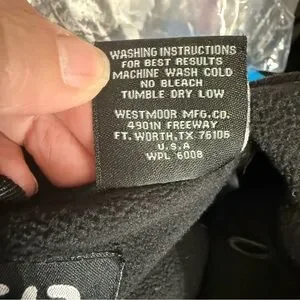 WASHING INSTRUCTIONS
FOR BEST RESULTS
MACHINE WASH COLD
NO BLEACH
TUMBLE DRY LOW
WESTMOOR MFG.CO.
4901N FREEWAY
FT. WORTH,TX. 76106
U.S.A
WPL 6008